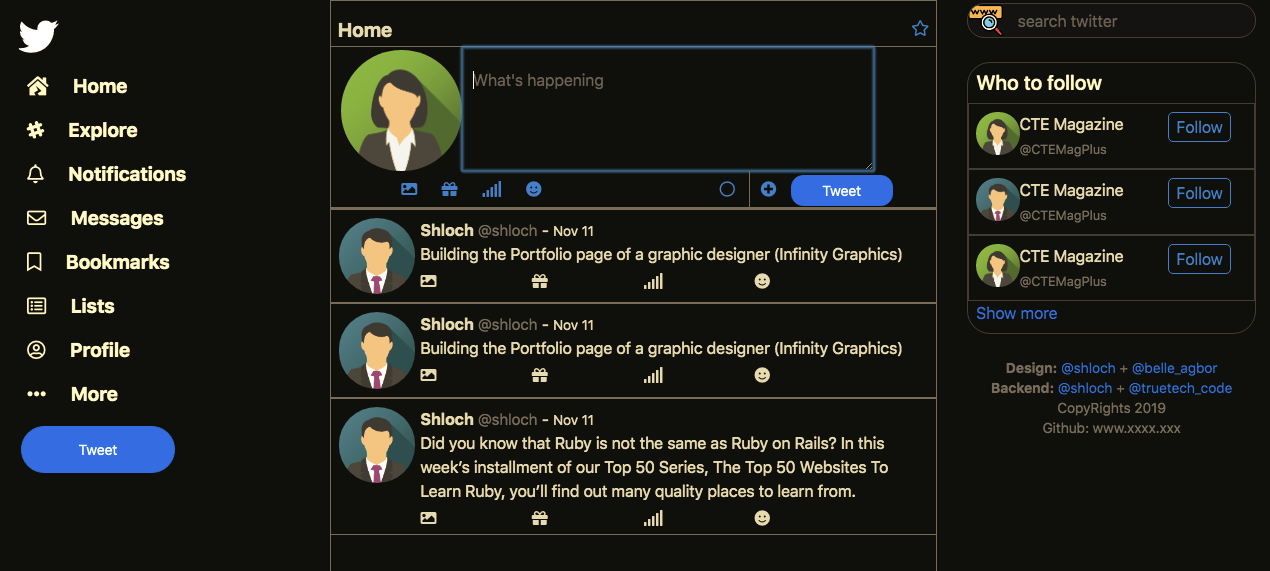 Home
Explore
Notifications
Messages
Bookmarks
Lists
Profile
More
Tweet
Home
What's happening
Tweet
Shloch @shloch - Nov 11
Building the Portfolio page of a graphic designer (Infinity Graphics)
Shloch @shloch - Nov 11
Building the Portfolio page of a graphic designer (Infinity Graphics)
Shloch @shloch - Nov 11
Did you know that Ruby is not the same as Ruby on Rails? In this
week’s installment of our Top 50 Series, The Top 50 Websites To
Learn Ruby, you’ll find out many quality places to learn from.
www
search twitter
Who to follow
CTE Magazine
@CTEMagPlus
Follow
CTE Magazine
@CTEMagPlus
Follow
CTE Magazine
@CTEMagPlus
Follow
Show more
Design: @shloch + @belle_agbor
Backend: @shloch + @truetech_code
CopyRights 2019
Github: www.xxxx.xxx